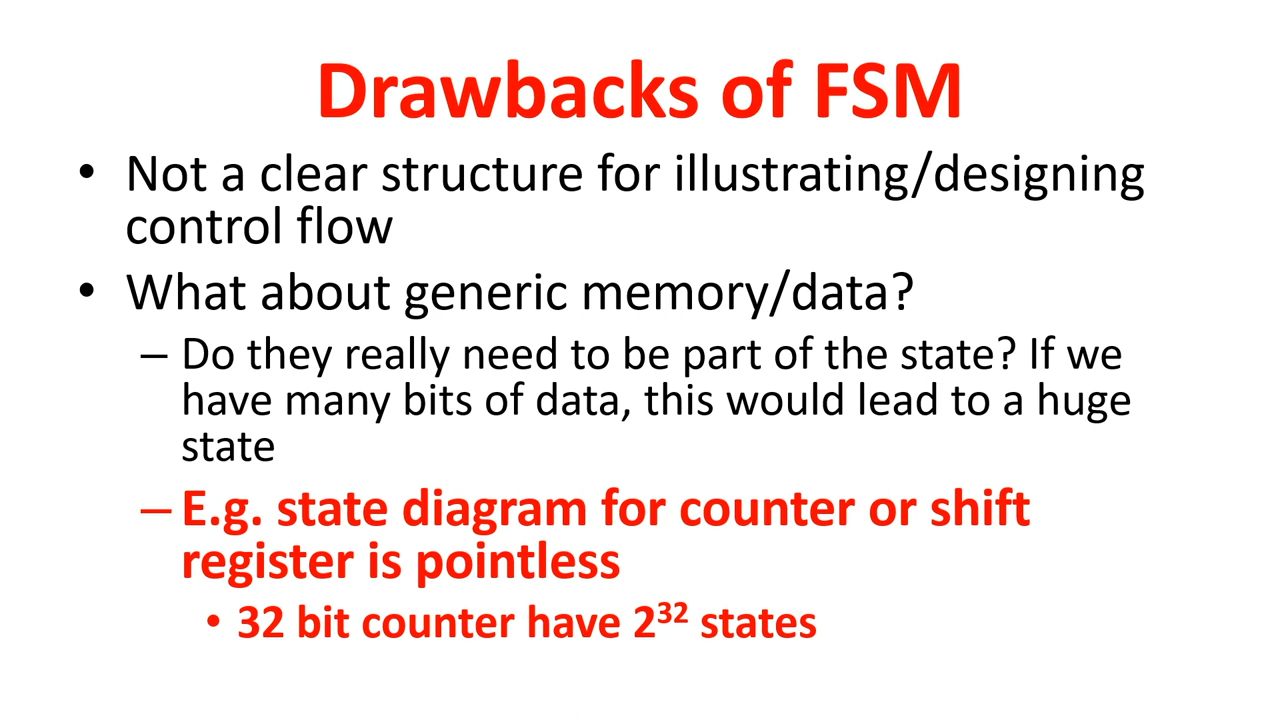 Drawbacks of FSM
• Not a clear structure for illustrating/designing
control flow
• What about generic memory/data?
– Do they really need to be part of the state? If we
have many bits of data, this would lead to a huge
state
– E.g. state diagram for counter or shift
register is pointless
• 32 bit counter have 2³² states